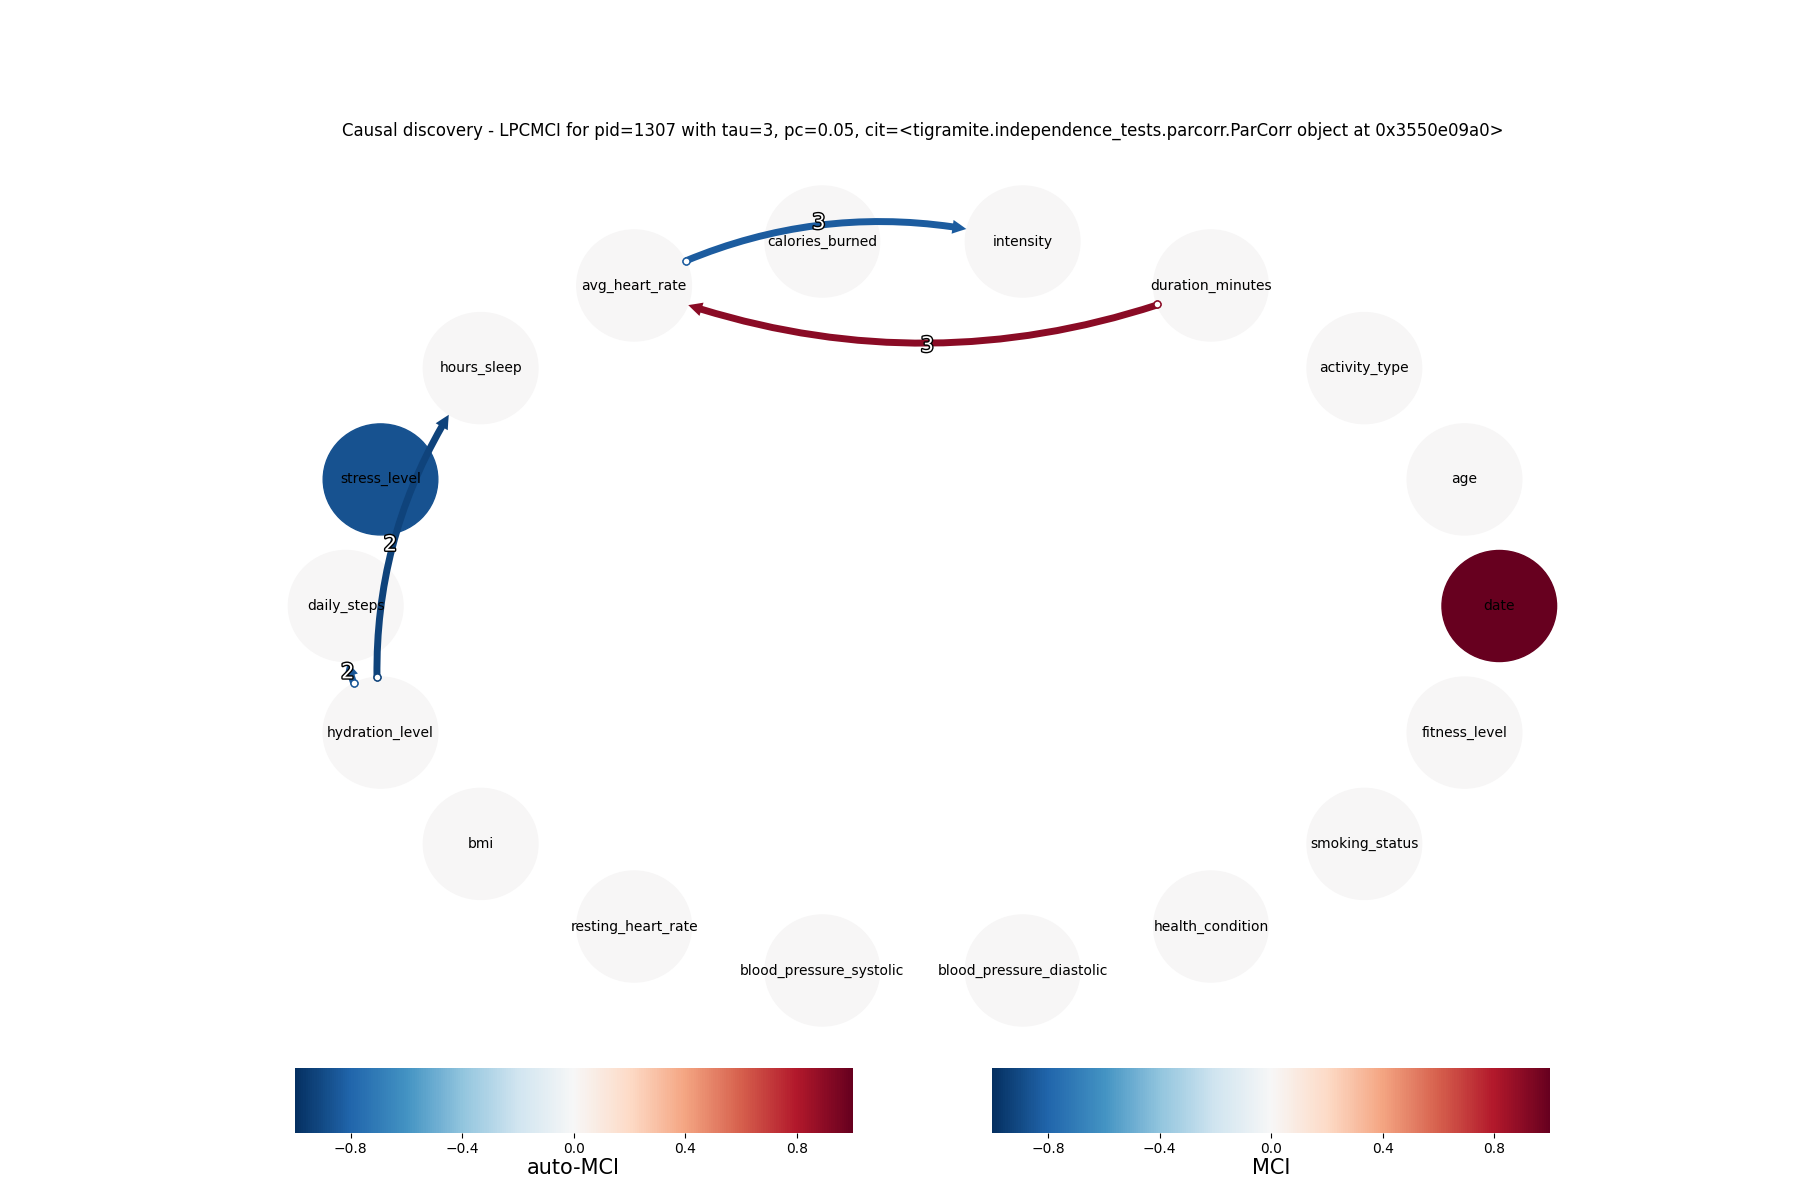 Causal discovery - LPCMCI for pid=1307 with tau=3, pc=0.05, cit=<tigramite.independence_tests.parcorr.ParCorr object at 0x3550e09a0>
3
calories_burned
intensity
avg_heart_rate
duration_minutes
3
hours_sleep
activity_type
stress_level
age
2
daily_steps
date
2
hydration_level
fitness_level
bmi
smoking_status
resting_heart_rate
health_condition
blood_pressure_systolic
blood_pressure_diastolic
−0.8 −0.4 0.0 0.4 0.8
auto-MCI
−0.8 −0.4 0.0 0.4 0.8
MCI